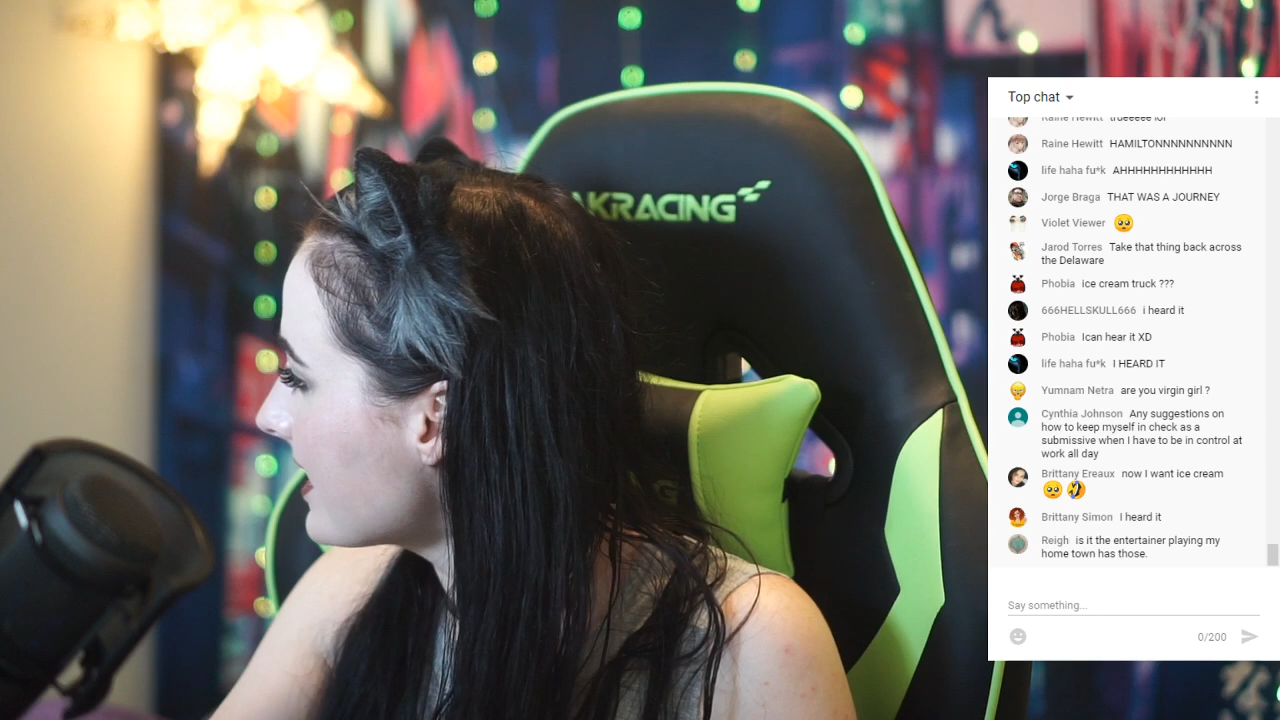 AKRACING
Top chat
Raine Hewitt trueeeee lol
Raine Hewitt HAMILTONNNNNNNNNN
life haha fu*k AHHHHHHHHHHHH
Jorge Braga THAT WAS A JOURNEY
Violet Viewer 🥺
Jarod Torres Take that thing back across
the Delaware
Phobia ice cream truck ???
666HELLSKULL666 i heard it
Phobia Ican hear it XD
life haha fu*k I HEARD IT
Yumnam Netra are you virgin girl ?
Cynthia Johnson Any suggestions on
how to keep myself in check as a
submissive when I have to be in control at
work all day
Brittany Ereaux now I want ice cream
🥺 🤣
Brittany Simon I heard it
Reigh is it the entertainer playing my
home town has those.
Say something...
0/200